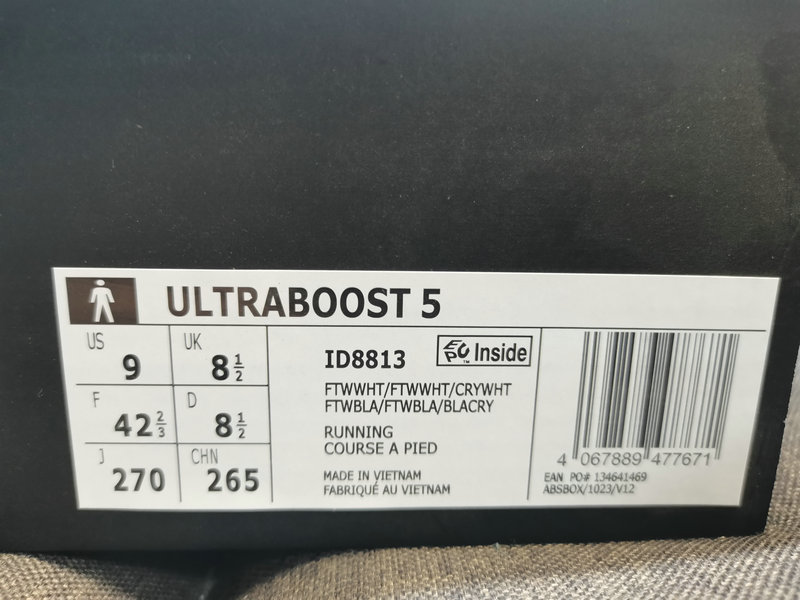 ULTRABOOST 5
US 9 UK 8 1/2
F 42 2/3 D 8 1/2
J 270 CHN 265
ID8813 EPC™ Inside
FTWWHT/FTWWHT/CRYWHT
FTWBLA/FTWBLA/BLACRY
RUNNING
COURSE A PIED
MADE IN VIETNAM
FABRIQUÉ AU VIETNAM
4 067889 477671
EAN PO# 134641469
ABSBOX/1023/V12